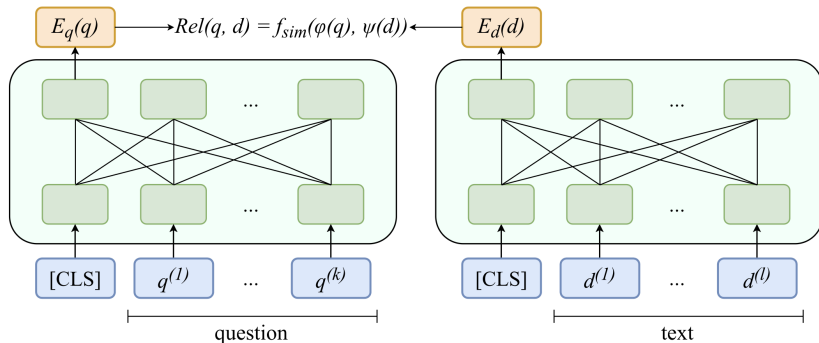 E_q(q) Rel(q, d) = f_sim(φ(q), ψ(d)) E_d(d)
... ...
... ...
[CLS] q^(1) ... q^(k) [CLS] d^(1) ... d^(l)
question text